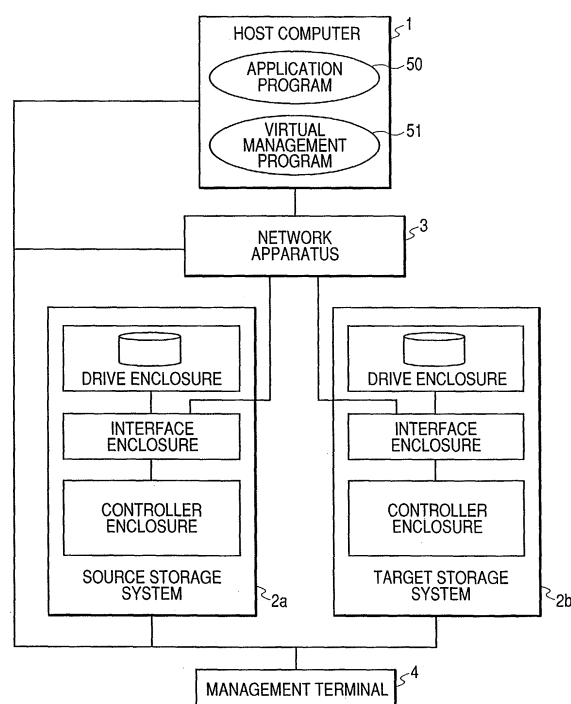 HOST COMPUTER
1
APPLICATION
PROGRAM
50
VIRTUAL
MANAGEMENT
PROGRAM
51
NETWORK
APPARATUS
3
DRIVE ENCLOSURE
INTERFACE
ENCLOSURE
CONTROLLER
ENCLOSURE
SOURCE STORAGE
SYSTEM
2a
DRIVE ENCLOSURE
INTERFACE
ENCLOSURE
CONTROLLER
ENCLOSURE
TARGET STORAGE
SYSTEM
2b
MANAGEMENT TERMINAL
4